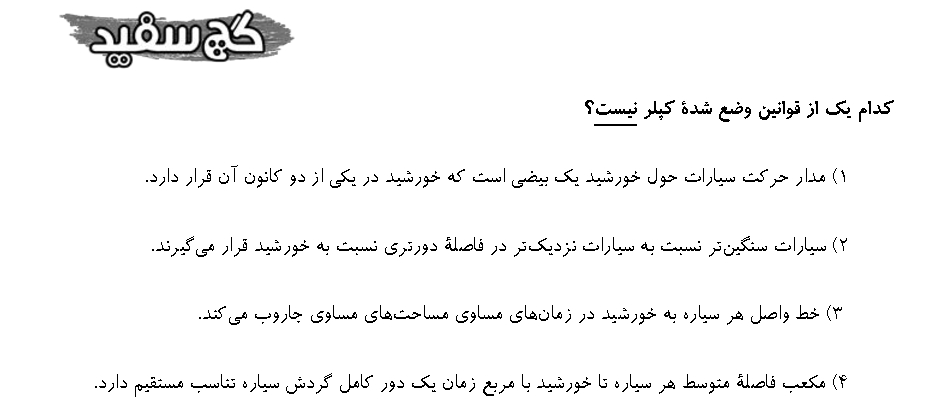 گچ سفید
کدام یک از قوانین وضع شدهٔ کپلر نیست؟
۱) مدار حرکت سیارات حول خورشید یک بیضی است که خورشید در یکی از دو کانون آن قرار دارد.
۲) سیارات سنگین‌تر نسبت به سیارات نزدیک‌تر در فاصلهٔ دورتری نسبت به خورشید قرار می‌گیرند.
۳) خط واصل هر سیاره به خورشید در زمان‌های مساوی مساحت‌های مساوی جاروب می‌کند.
۴) مکعب فاصلهٔ متوسط هر سیاره تا خورشید با مربع زمان یک دور کامل گردش سیاره تناسب مستقیم دارد.